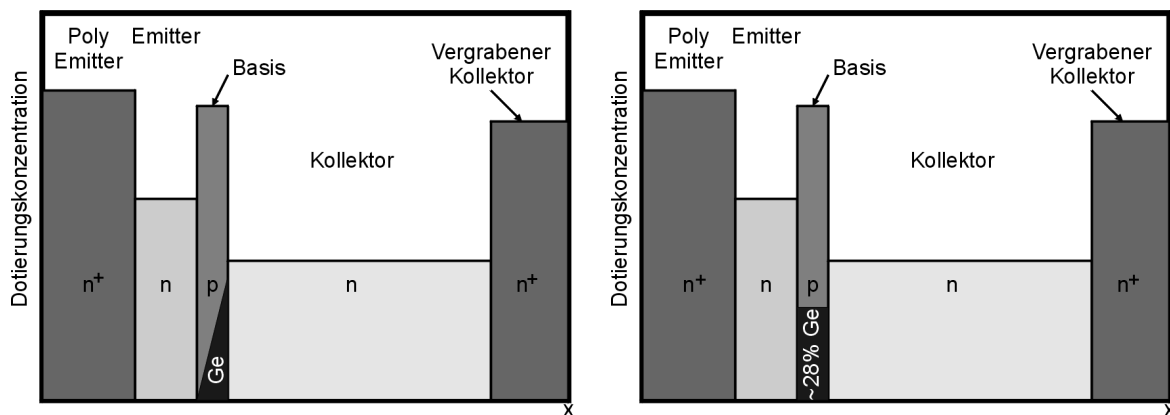 Poly
Emitter
Emitter
Basis
Vergrabener
Kollektor
Kollektor
Dotierungskonzentration
n+
n
p
n
n+
Ge
x
Poly
Emitter
Emitter
Basis
Vergrabener
Kollektor
Kollektor
Dotierungskonzentration
n+
n
p
n
n+
~28% Ge
x